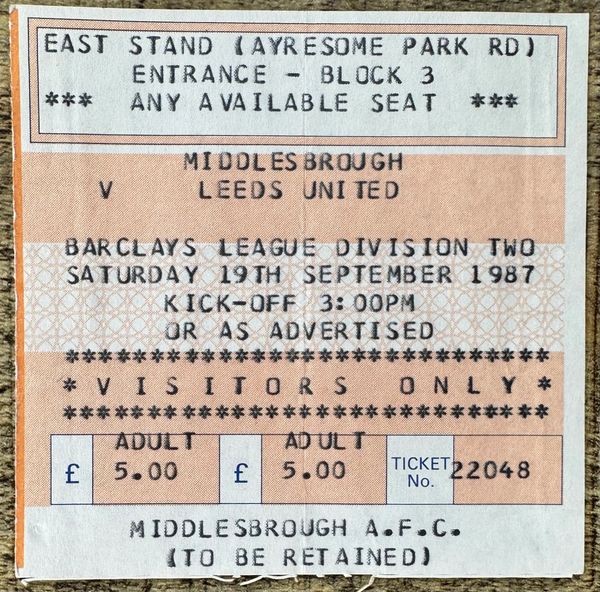 EAST STAND (AYRESOME PARK RD)
ENTRANCE - BLOCK 3
*** ANY AVAILABLE SEAT ***
MIDDLESBROUGH
V LEEDS UNITED
BARCLAYS LEAGUE DIVISION TWO
SATURDAY 19TH SEPTEMBER 1987
KICK-OFF 3:00PM
OR AS ADVERTISED
******************************
* V I S I T O R S O N L Y *
******************************
ADULT ADULT
£ 5.00 £ 5.00 TICKET No. 22048
MIDDLESBROUGH A.F.C.
(TO BE RETAINED)